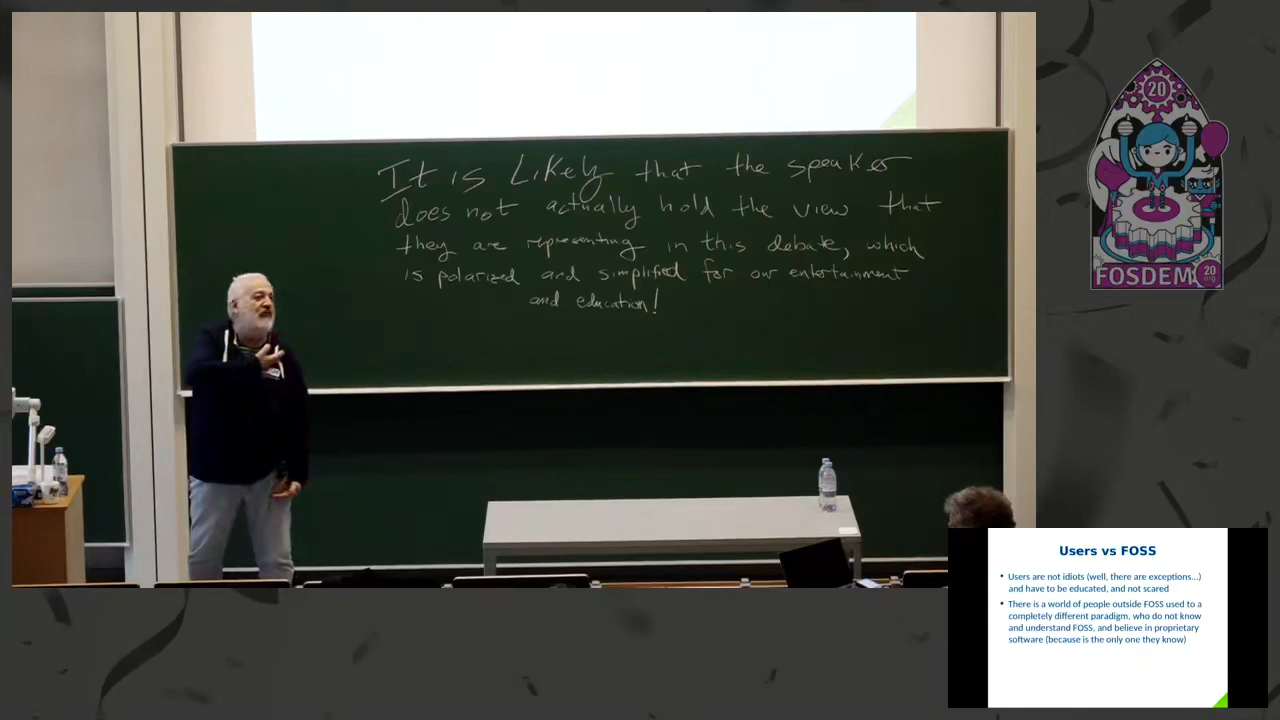 It is Likely that the speaker
does not actually hold the view that
they are representing in this debate, which
is polarized and simplified for our entertainment
and education!
20
FOSDEM 20
.org
Users vs FOSS
• Users are not idiots (well, there are exceptions...)
and have to be educated, and not scared
• There is a world of people outside FOSS used to a
completely different paradigm, who do not know
and understand FOSS, and believe in proprietary
software (because is the only one they know)